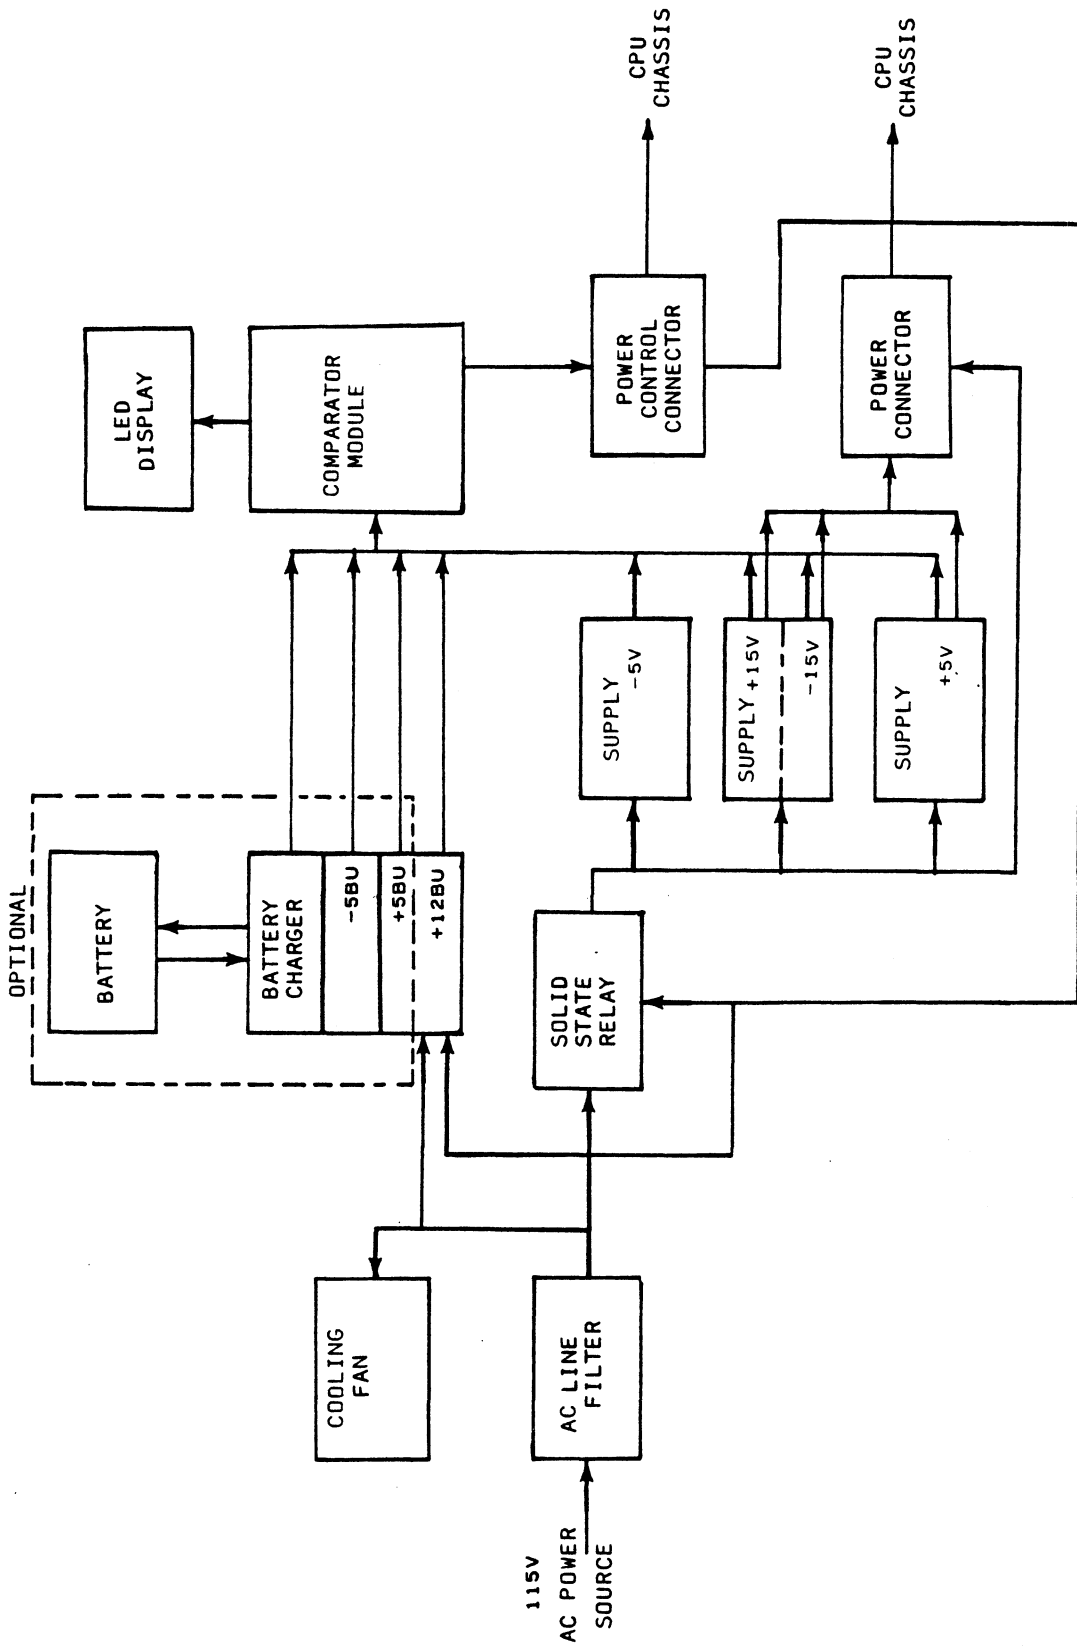 OPTIONAL
BATTERY
BATTERY
CHARGER
-5BU
+5BU
+12BU
LED
DISPLAY
COMPARATOR
MODULE
COOLING
FAN
115V
AC POWER
SOURCE
AC LINE
FILTER
SOLID
STATE
RELAY
SUPPLY
-5V
SUPPLY
+15V
-15V
SUPPLY
+5V
POWER
CONTROL
CONNECTOR
CPU
CHASSIS
POWER
CONNECTOR
CPU
CHASSIS